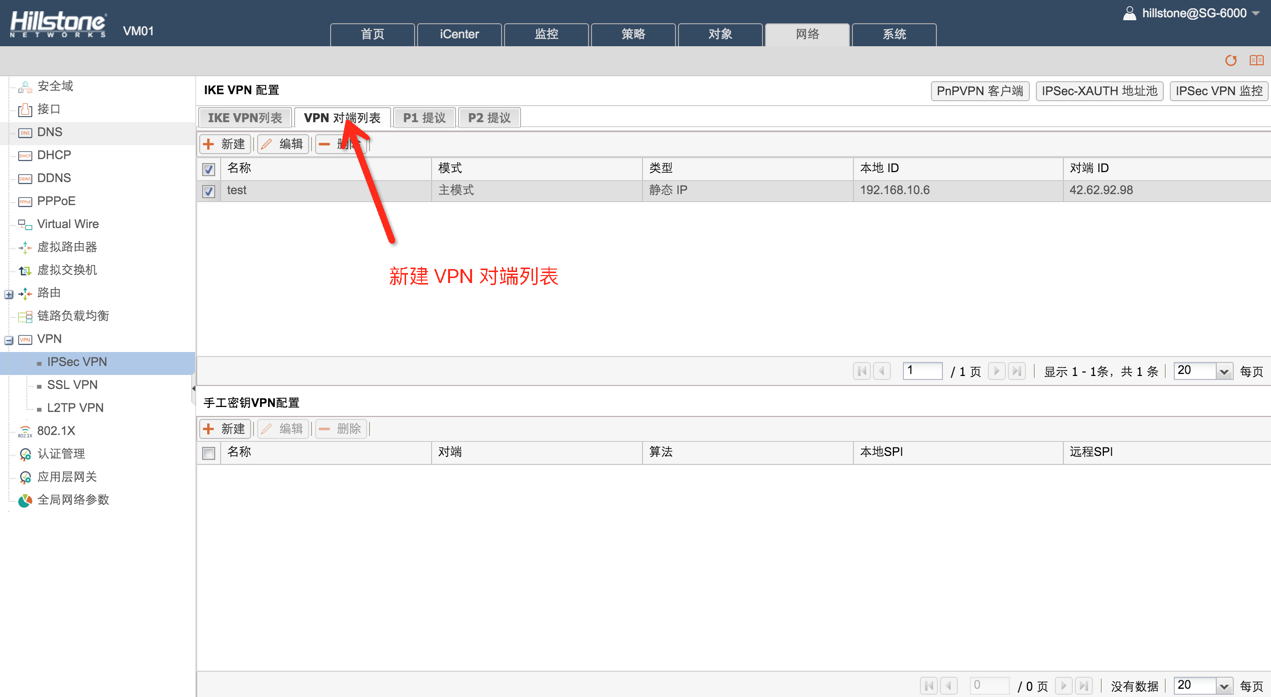 Hillstone
NETWORKS
VM01
首页
iCenter
监控
策略
对象
网络
系统
hillstone@SG-6000
安全域
接口
DNS
DHCP
DDNS
PPPoE
Virtual Wire
虚拟路由器
虚拟交换机
路由
链路负载均衡
VPN
IPSec VPN
SSL VPN
L2TP VPN
802.1X
认证管理
应用层网关
全局网络参数
IKE VPN 配置
PnPVPN 客户端
IPSec-XAUTH 地址池
IPSec VPN 监控
IKE VPN列表
VPN 对端列表
P1 提议
P2 提议
新建
编辑
删除
名称 模式 类型 本地 ID 对端 ID
test 主模式 静态 IP 192.168.10.6 42.62.92.98
新建 VPN 对端列表
1 / 1 页 显示 1 - 1条，共 1 条 20 每页
手工密钥VPN配置
新建 编辑 删除
名称 对端 算法 本地SPI 远程SPI
0 / 0 页 没有数据 20 每页